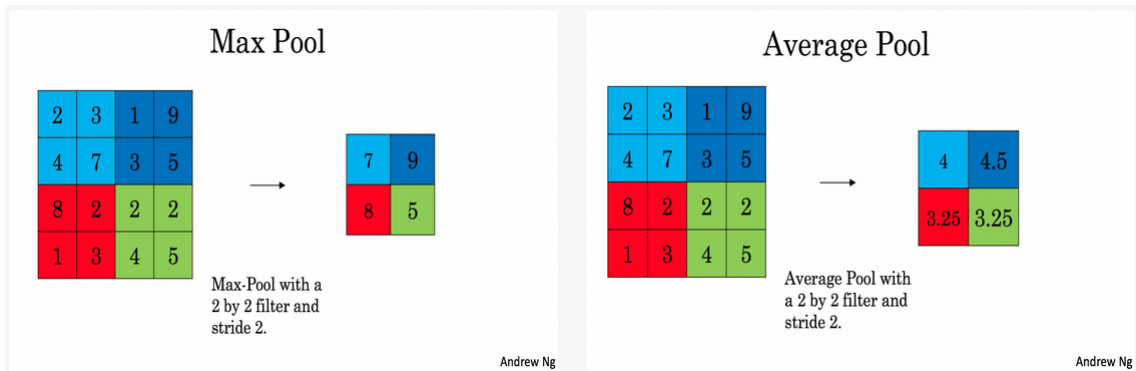 Max Pool
2 3 1 9
4 7 3 5
8 2 2 2
1 3 4 5
7 9
8 5
Max-Pool with a
2 by 2 filter and
stride 2.
Andrew Ng
Average Pool
2 3 1 9
4 7 3 5
8 2 2 2
1 3 4 5
4 4.5
3.25 3.25
Average Pool with
a 2 by 2 filter and
stride 2.
Andrew Ng